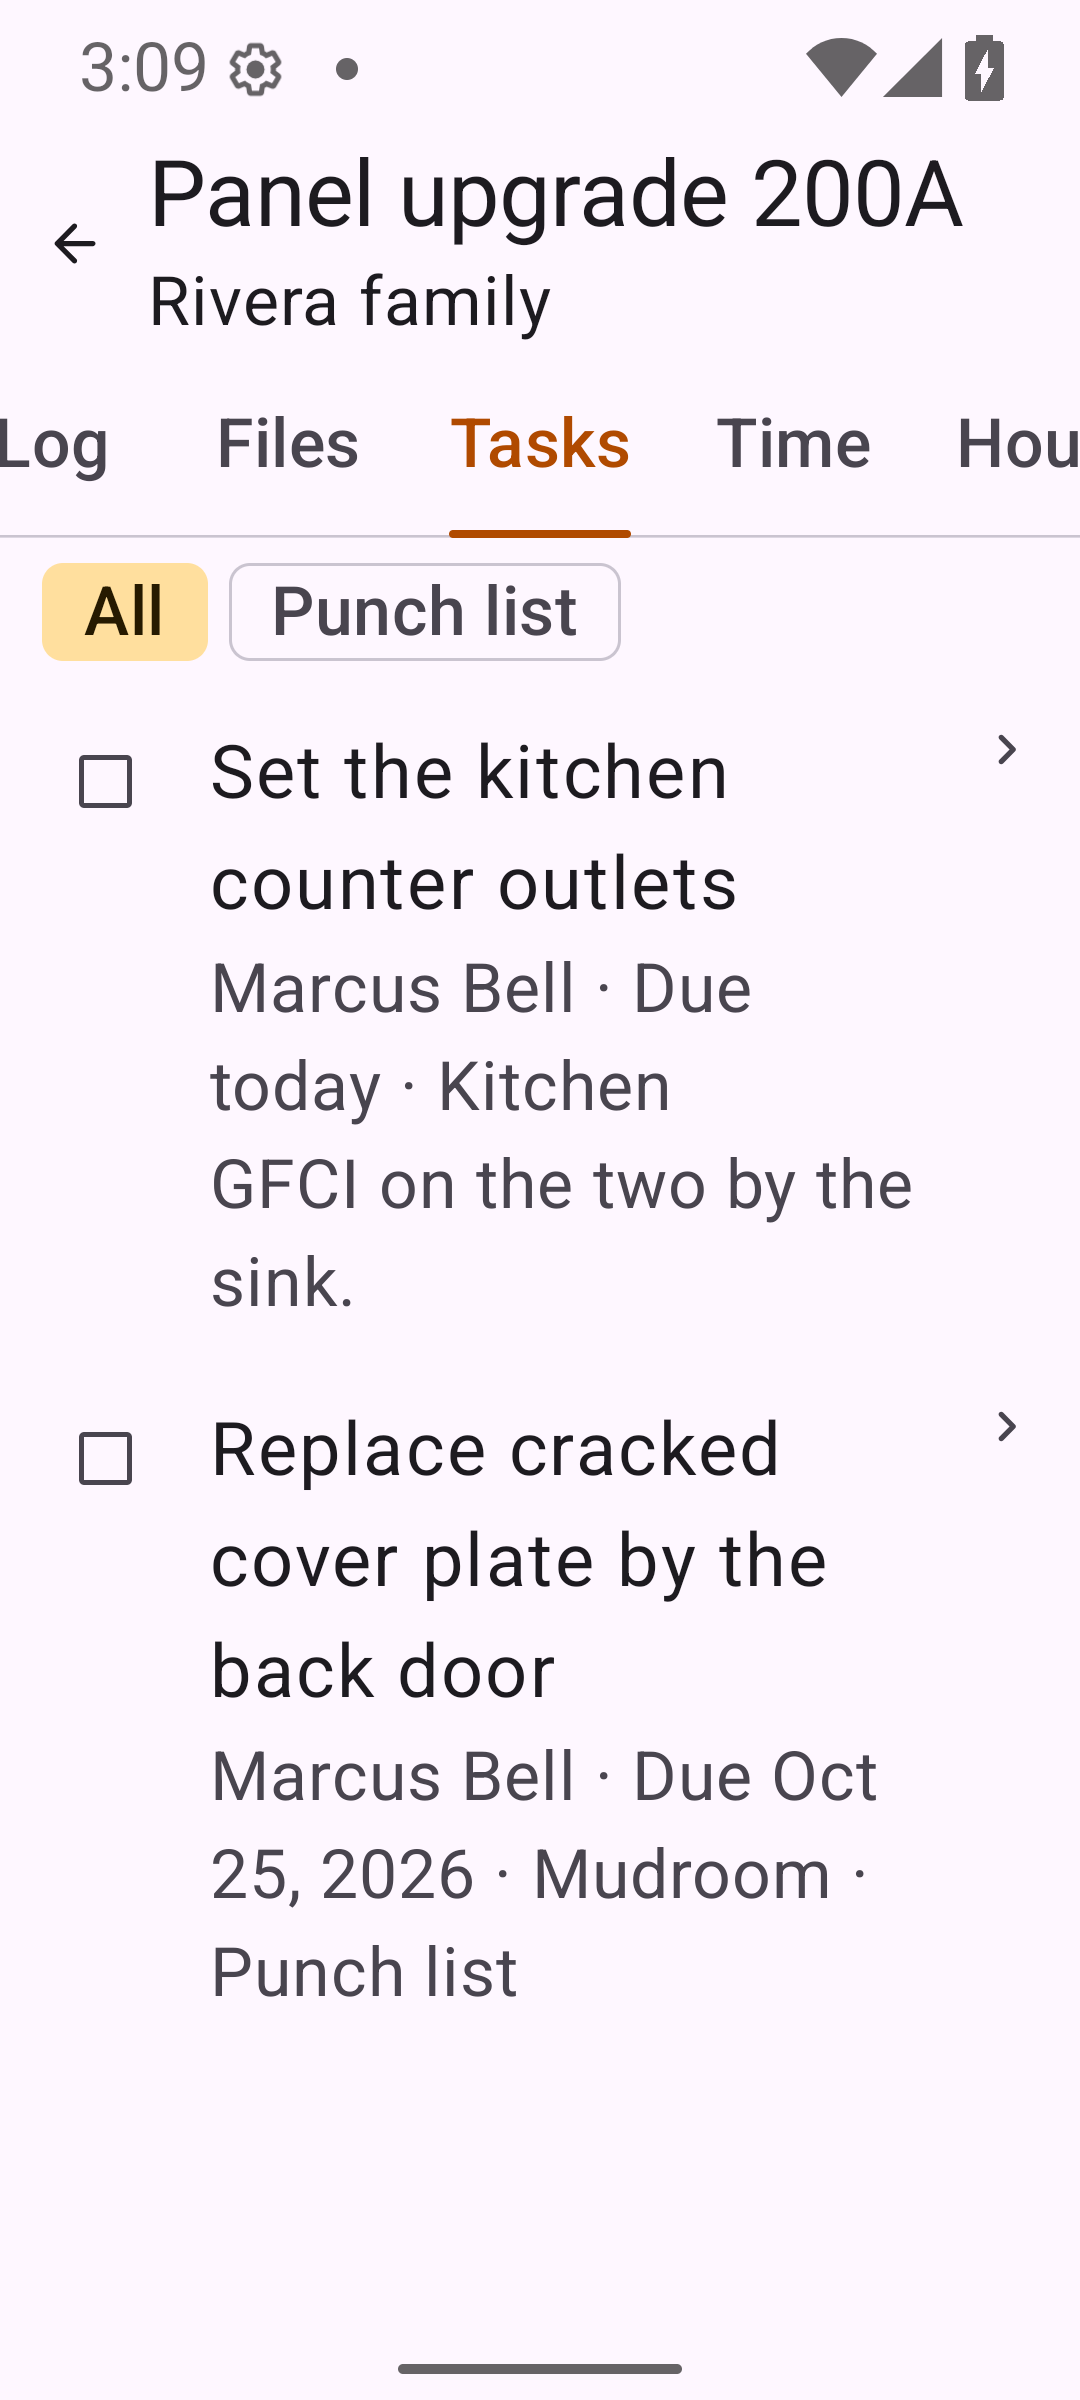 3:09
Panel upgrade 200A
Rivera family
Log Files Tasks Time Hou
All Punch list
Set the kitchen
counter outlets
Marcus Bell · Due
today · Kitchen
GFCI on the two by the
sink.
Replace cracked
cover plate by the
back door
Marcus Bell · Due Oct
25, 2026 · Mudroom ·
Punch list